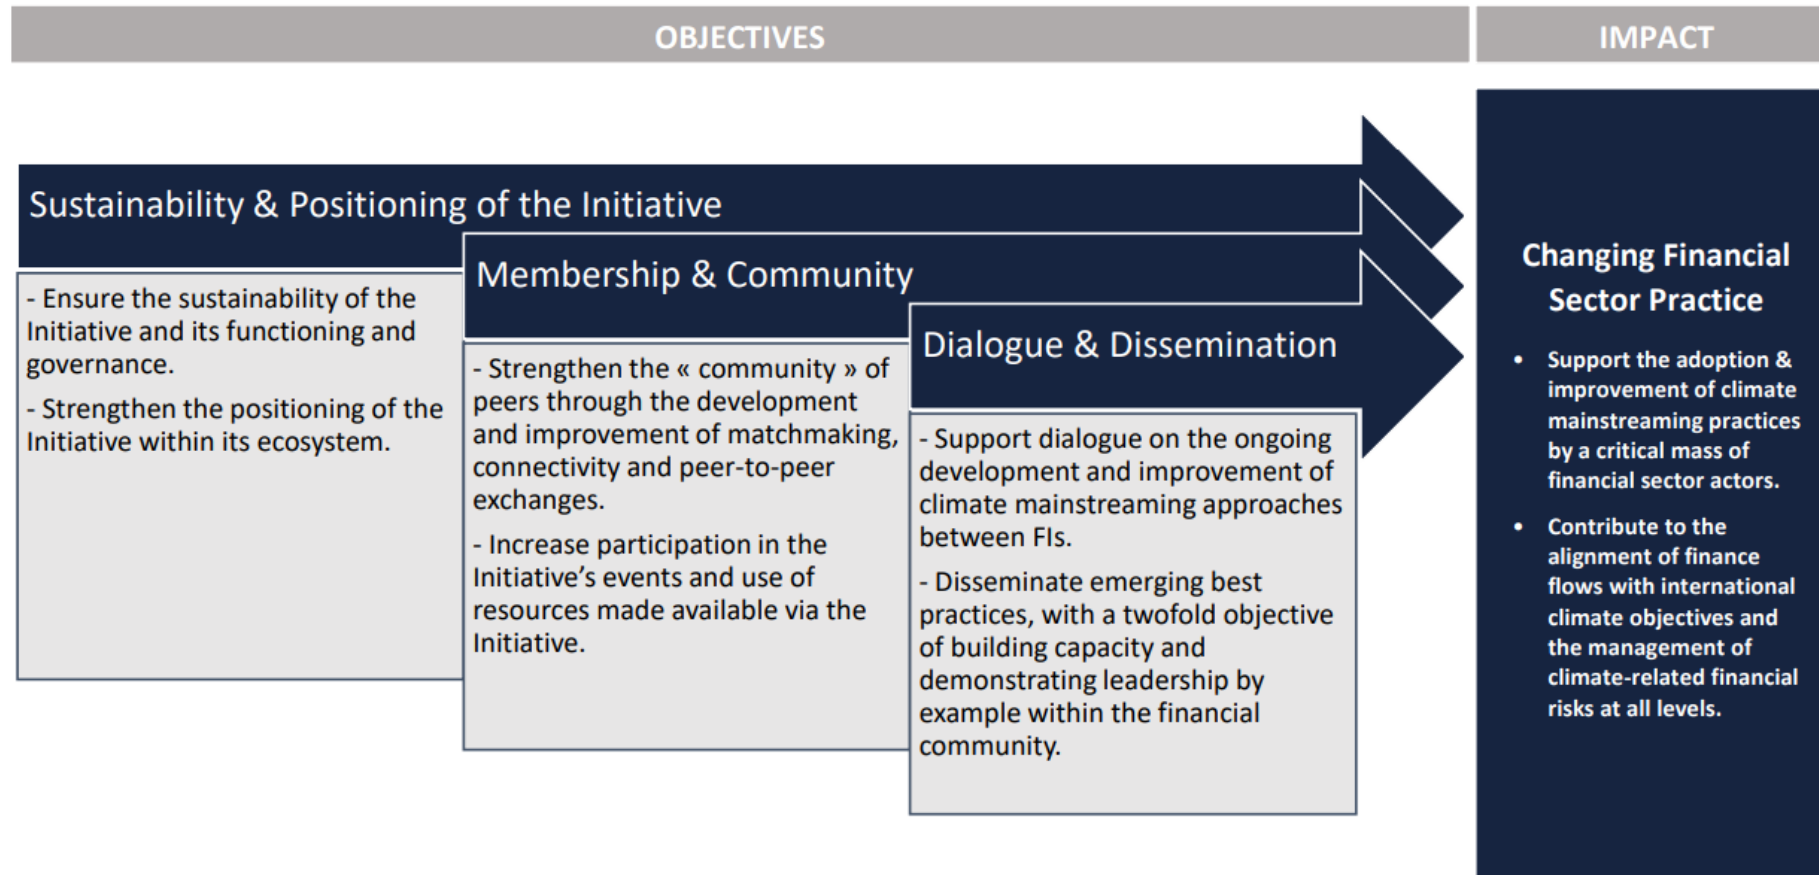 OBJECTIVES
IMPACT
Sustainability & Positioning of the Initiative
- Ensure the sustainability of the
Initiative and its functioning and
governance.
- Strengthen the positioning of the
Initiative within its ecosystem.
Membership & Community
- Strengthen the « community » of
peers through the development
and improvement of matchmaking,
connectivity and peer-to-peer
exchanges.
- Increase participation in the
Initiative’s events and use of
resources made available via the
Initiative.
Dialogue & Dissemination
- Support dialogue on the ongoing
development and improvement of
climate mainstreaming approaches
between FIs.
- Disseminate emerging best
practices, with a twofold objective
of building capacity and
demonstrating leadership by
example within the financial
community.
Changing Financial
Sector Practice
• Support the adoption &
improvement of climate
mainstreaming practices
by a critical mass of
financial sector actors.
• Contribute to the
alignment of finance
flows with international
climate objectives and
the management of
climate-related financial
risks at all levels.